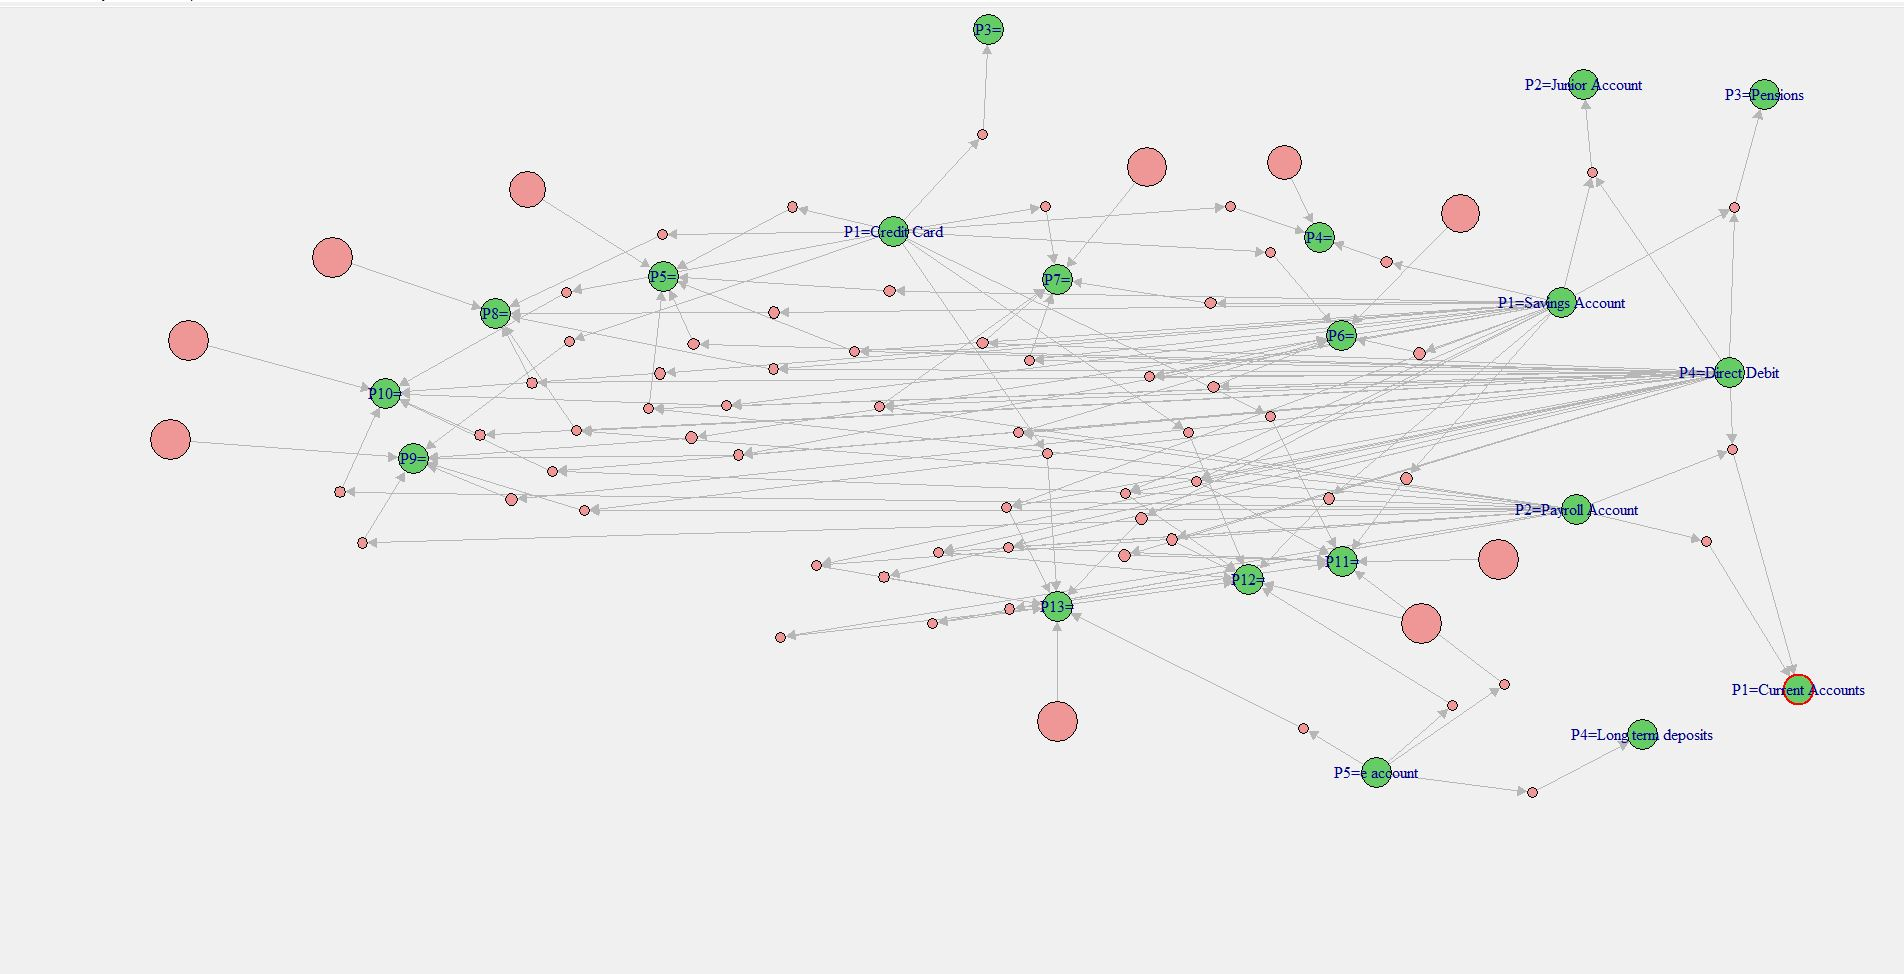 P3=
P2=Junior Account
P3=Pensions
P1=Credit Card
P4=
P5=
P7=
P1=Savings Account
P8=
P6=
P4=Direct Debit
P10=
P9=
P2=Payroll Account
P11=
P12=
P13=
P1=Current Accounts
P4=Long term deposits
P5=e account